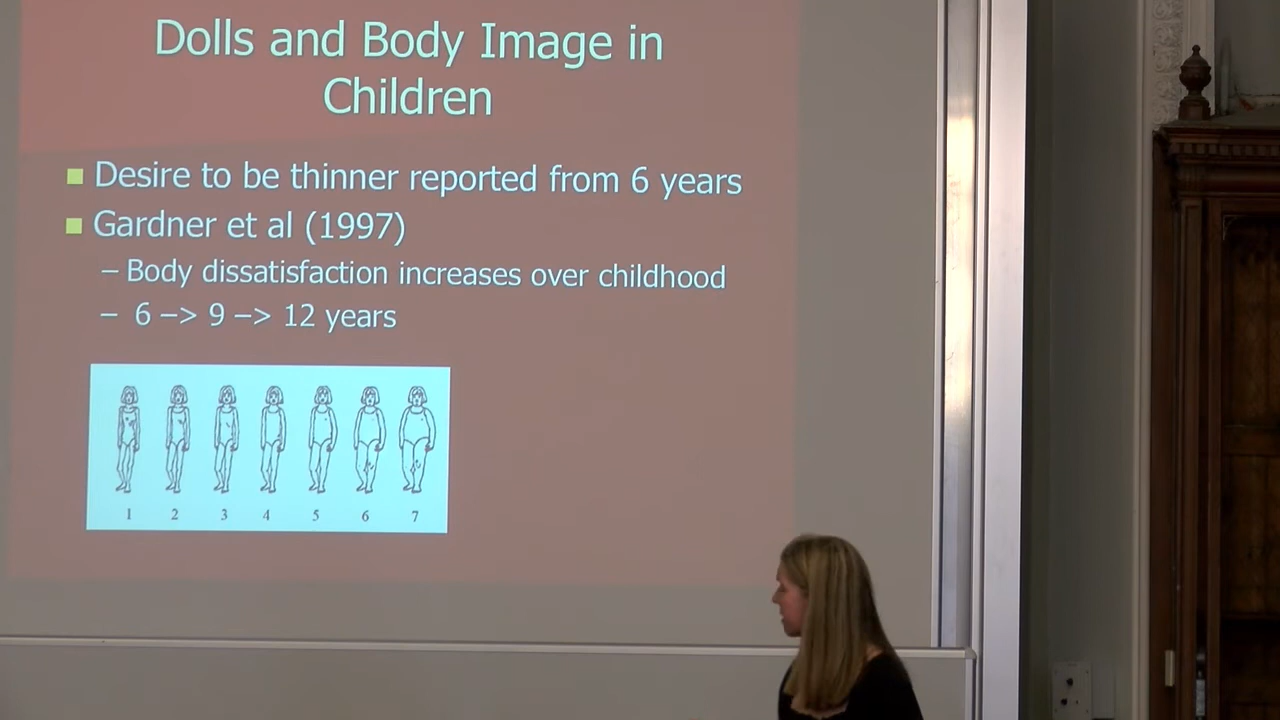 Dolls and Body Image in
Children
Desire to be thinner reported from 6 years
Gardner et al (1997)
– Body dissatisfaction increases over childhood
– 6 –> 9 –> 12 years
1 2 3 4 5 6 7